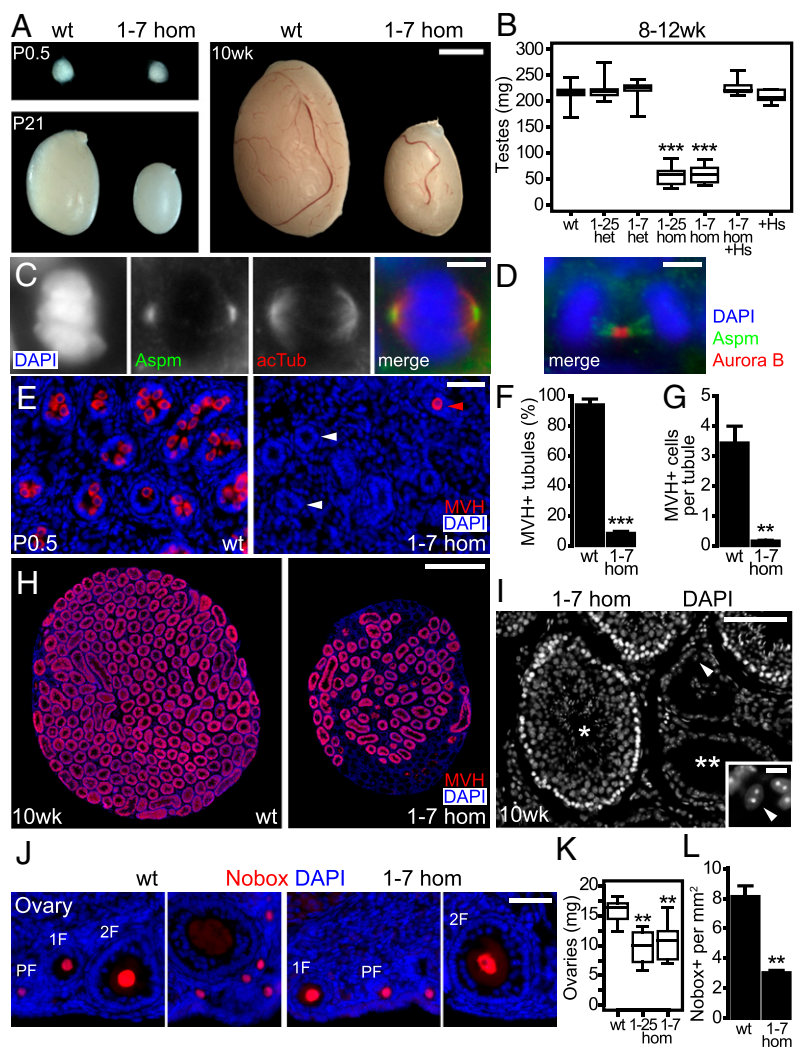 A
wt 1-7 hom
P0.5
P21
wt 1-7 hom
10wk
B
8-12wk
Testes (mg)
300
250
200
150
100
50
0
*** ***
wt 1-25 het 1-7 het 1-25 hom 1-7 hom 1-7 hom +Hs +Hs
C
DAPI Aspm acTub merge
D
merge
DAPI
Aspm
Aurora B
E
P0.5 wt
MVH
DAPI
1-7 hom
F
MVH+ tubules (%)
100
80
60
40
20
0
***
wt 1-7 hom
G
MVH+ cells per tubule
5
4
3
2
1
0
**
wt 1-7 hom
H
10wk wt
MVH
DAPI
1-7 hom
I
1-7 hom DAPI
*
**
10wk
J
wt Nobox DAPI 1-7 hom
Ovary
PF 1F 2F
1F PF 2F
K
Ovaries (mg)
20
15
10
5
0
** **
wt 1-25 1-7
hom
L
Nobox+ per mm²
10
8
6
4
2
0
**
wt 1-7 hom